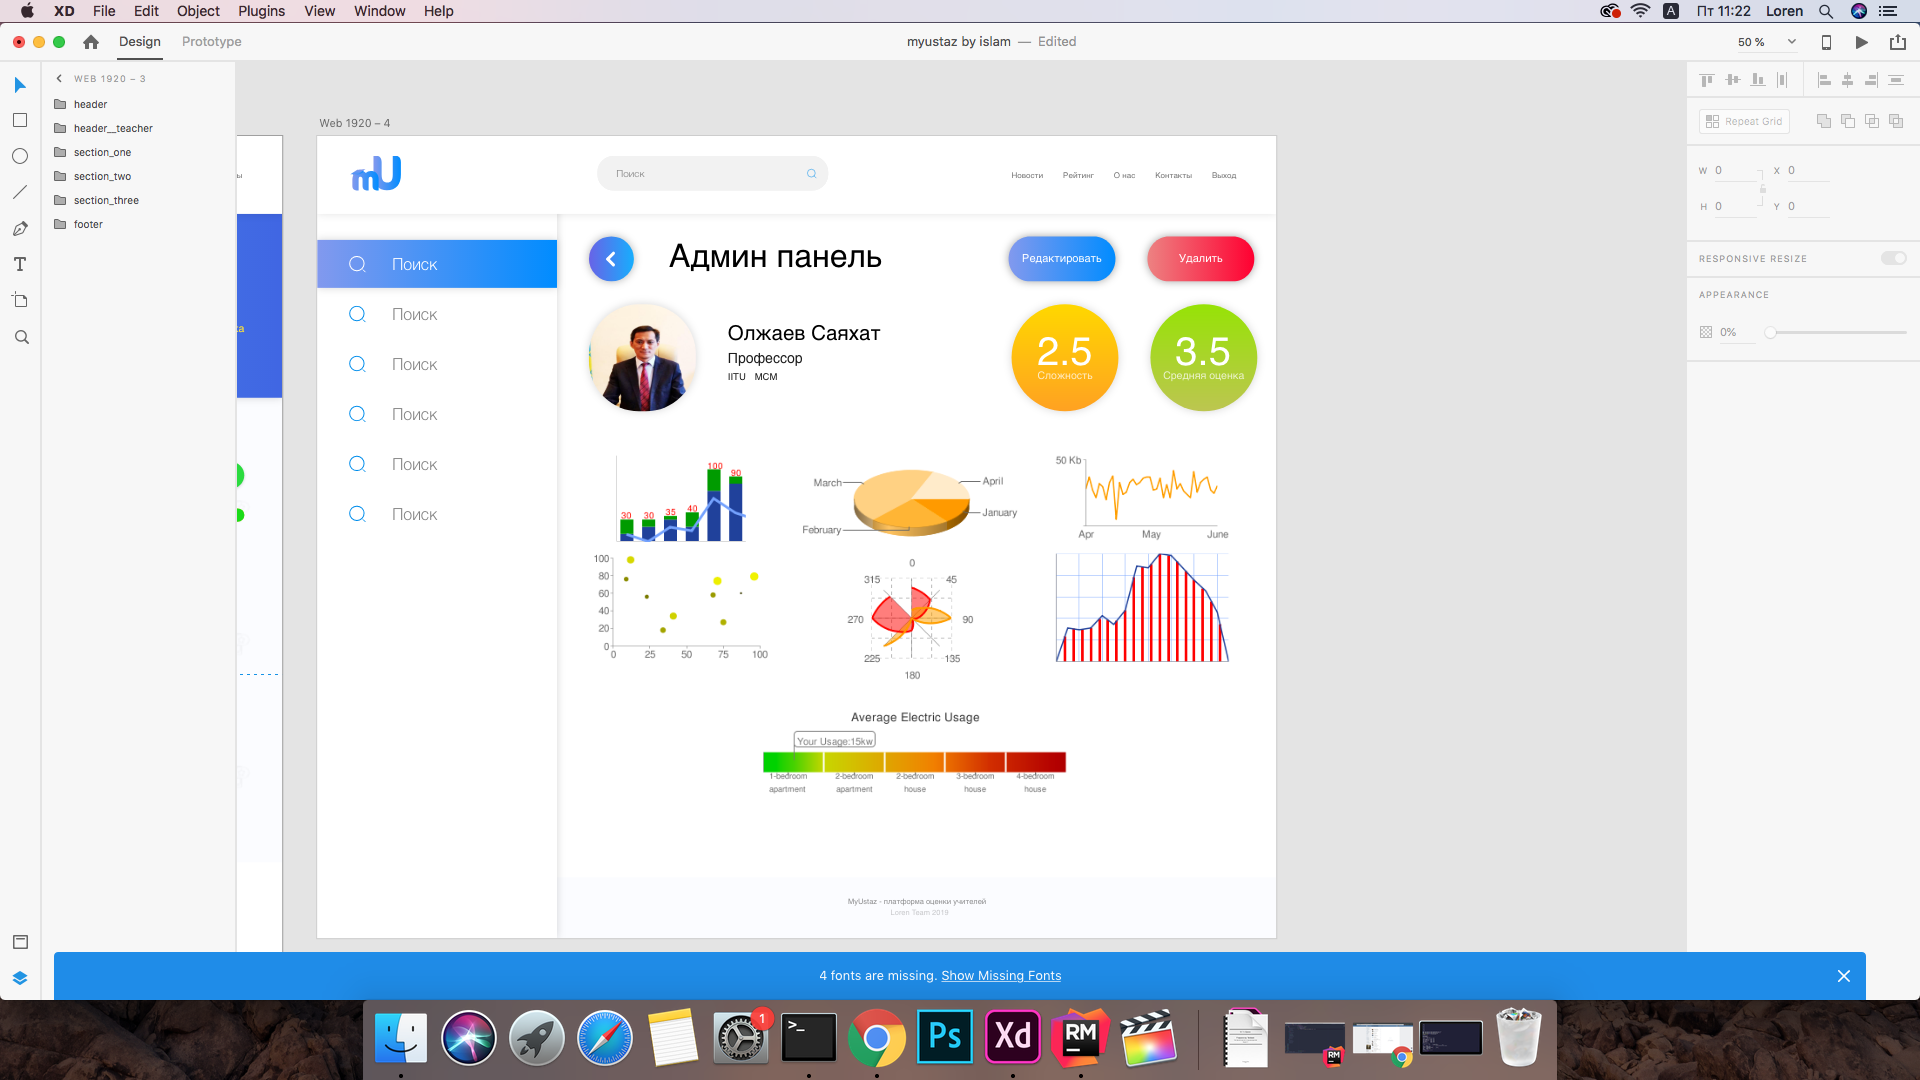 XD File Edit Object Plugins View Window Help
A Пт 11:22 Loren
Design Prototype
myustaz by islam — Edited
50 %
WEB 1920 – 3
header
header__teacher
section_one
section_two
section_three
footer
Web 1920 – 4
mU
Поиск
Новости Рейтинг О нас Контакты Выход
Поиск
Поиск
Поиск
Поиск
Поиск
Поиск
Админ панель
Редактировать
Удалить
Олжаев Саяхат
Профессор
IITU MCM
2.5
Сложность
3.5
Средняя оценка
30 30 35 40 100 90
March
April
January
February
50 Kb
Apr May June
100
80
60
40
20
0
0 25 50 75 100
0
315 45
270 90
225 135
180
Average Electric Usage
Your Usage:15kw
1-bedroom 2-bedroom 2-bedroom 3-bedroom 4-bedroom
apartment apartment house house house
MyUstaz - платформа оценки учителей
Loren Team 2019
Repeat Grid
W 0 X 0
H 0 Y 0
RESPONSIVE RESIZE
APPEARANCE
0%
4 fonts are missing. Show Missing Fonts
1
>_
Ps
Xd
RM
RM